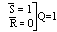 S̅ = 1
R̅ = 0] Q=1